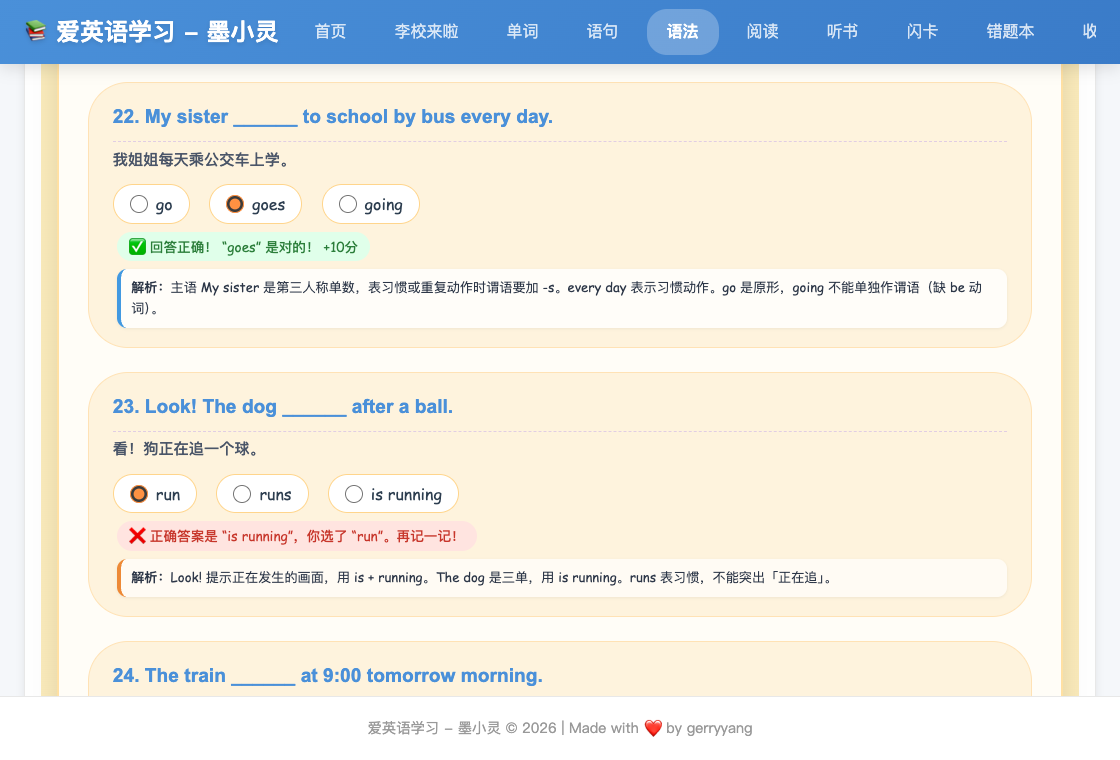 📚 爱英语学习 – 墨小灵 首页 李校来啦 单词 语句 语法 阅读 听书 闪卡 错题本 收
22. My sister ______ to school by bus every day.
我姐姐每天乘公交车上学。
go goes going
✅ 回答正确! “goes” 是对的! +10分
解析：主语 My sister 是第三人称单数，表习惯或重复动作时谓语要加 -s。every day 表示习惯动作。go 是原形，going 不能单独作谓语（缺 be 动
词）。
23. Look! The dog ______ after a ball.
看！狗正在追一个球。
run runs is running
❌ 正确答案是 “is running”，你选了 “run”。再记一记！
解析：Look! 提示正在发生的画面，用 is + running。The dog 是三单，用 is running。runs 表习惯，不能突出「正在追」。
24. The train ______ at 9:00 tomorrow morning.
爱英语学习 – 墨小灵 © 2026 | Made with ❤️ by gerryyang